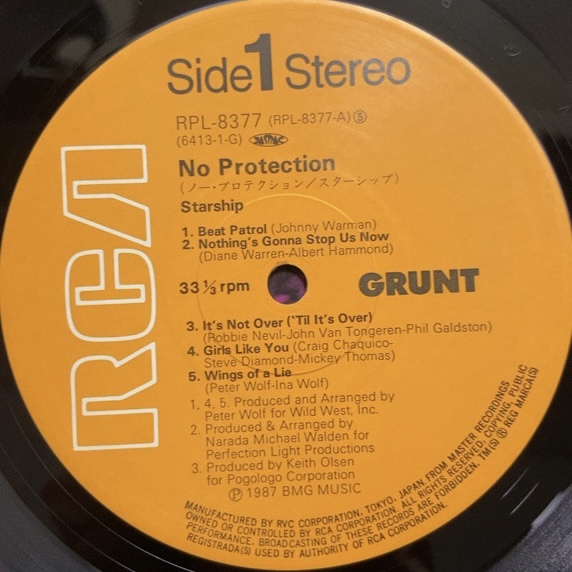 Side 1 Stereo
RPL-8377 (RPL-8377-A) Ⓢ
(6413-1-G) JASRAC
No Protection
(ノー・プロテクション／スターシップ)
Starship
1. Beat Patrol (Johnny Warman)
2. Nothing's Gonna Stop Us Now
(Diane Warren-Albert Hammond)
33 1/3 rpm
GRUNT
RCA
3. It's Not Over ('Til It's Over)
(Robbie Nevil-John Van Tongeren-Phil Galdston)
4. Girls Like You (Craig Chaquico-
Steve Diamond-Mickey Thomas)
5. Wings of a Lie
(Peter Wolf-Ina Wolf)
1. 4, 5. Produced and Arranged by
Peter Wolf for Wild West, Inc.
2. Produced & Arranged by
Narada Michael Walden for
Perfection Light Productions
3. Produced by Keith Olsen
for Pogologo Corporation
Ⓟ 1987 BMG MUSIC
MANUFACTURED BY RVC CORPORATION, TOKYO, JAPAN FROM MASTER RECORDINGS
OWNED OR CONTROLLED BY RCA CORPORATION. ALL RIGHTS RESERVED, COPYING, PUBLIC
PERFORMANCE, BROADCASTING OF THESE RECORDS ARE FORBIDDEN. TM(S) ® REG MARCA(S)
REGISTRADA(S) USED BY AUTHORITY OF RCA CORPORATION.